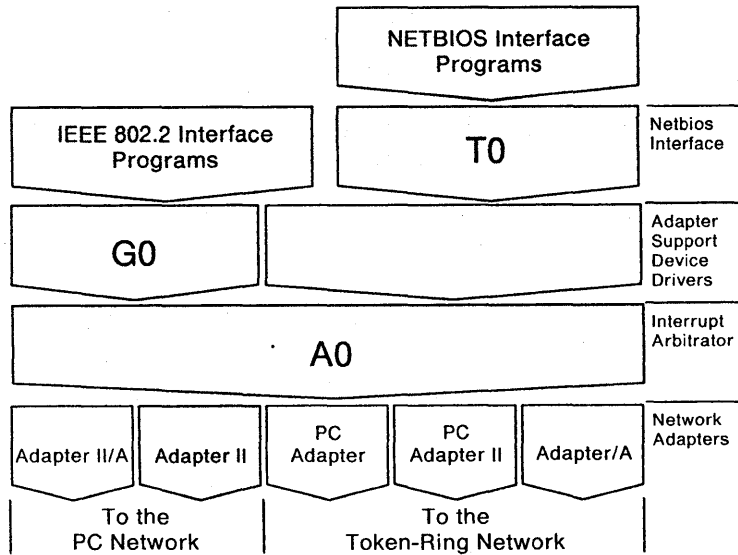 NETBIOS Interface
Programs
IEEE 802.2 Interface
Programs
T0
Netbios
Interface
G0
Adapter
Support
Device
Drivers
A0
Interrupt
Arbitrator
Adapter II/A
Adapter II
PC
Adapter
PC
Adapter II
Adapter/A
Network
Adapters
To the
PC Network
To the
Token-Ring Network